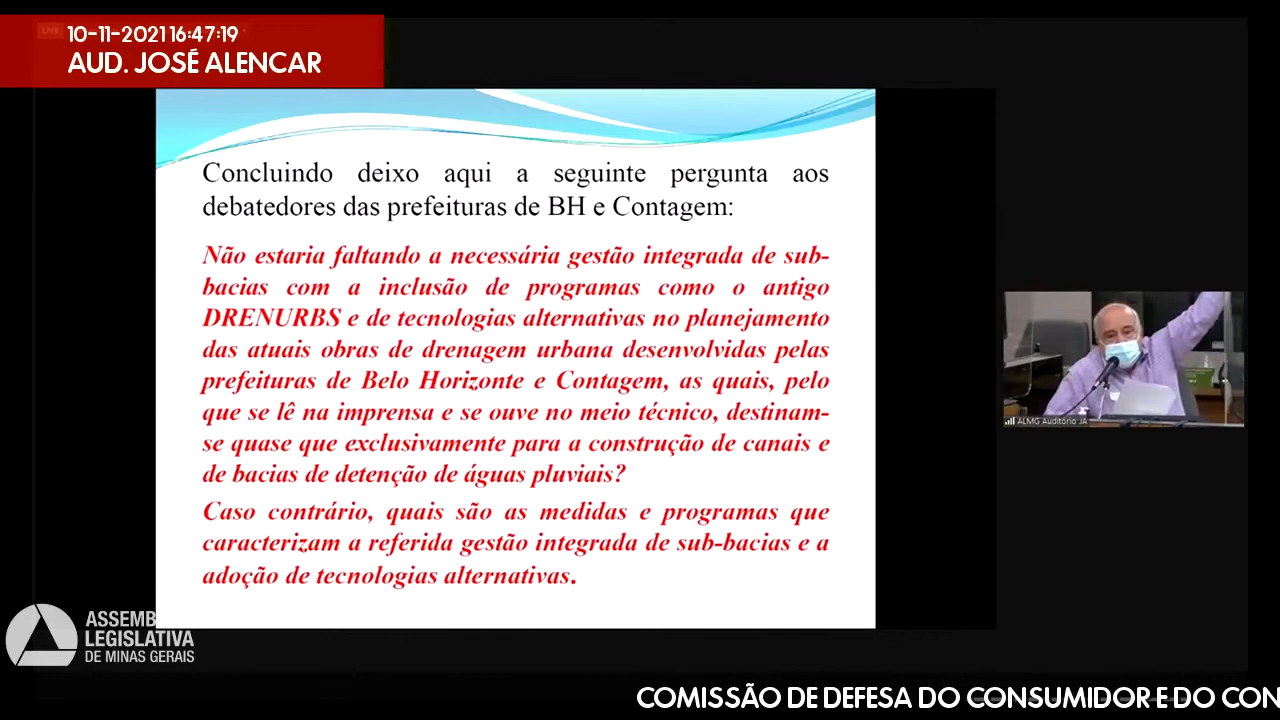 LIVE
10-11-2021 16:47:19
AUD. JOSÉ ALENCAR
Concluindo deixo aqui a seguinte pergunta aos
debatedores das prefeituras de BH e Contagem:
Não estaria faltando a necessária gestão integrada de sub-
bacias com a inclusão de programas como o antigo
DRENURBS e de tecnologias alternativas no planejamento
das atuais obras de drenagem urbana desenvolvidas pelas
prefeituras de Belo Horizonte e Contagem, as quais, pelo
que se lê na imprensa e se ouve no meio técnico, destinam-
se quase que exclusivamente para a construção de canais e
de bacias de detenção de águas pluviais?
Caso contrário, quais são as medidas e programas que
caracterizam a referida gestão integrada de sub-bacias e a
adoção de tecnologias alternativas.
ALMG Auditório JA
ASSEMB
LEGISLATIVA
DE MINAS GERAIS
COMISSÃO DE DEFESA DO CONSUMIDOR E DO CON